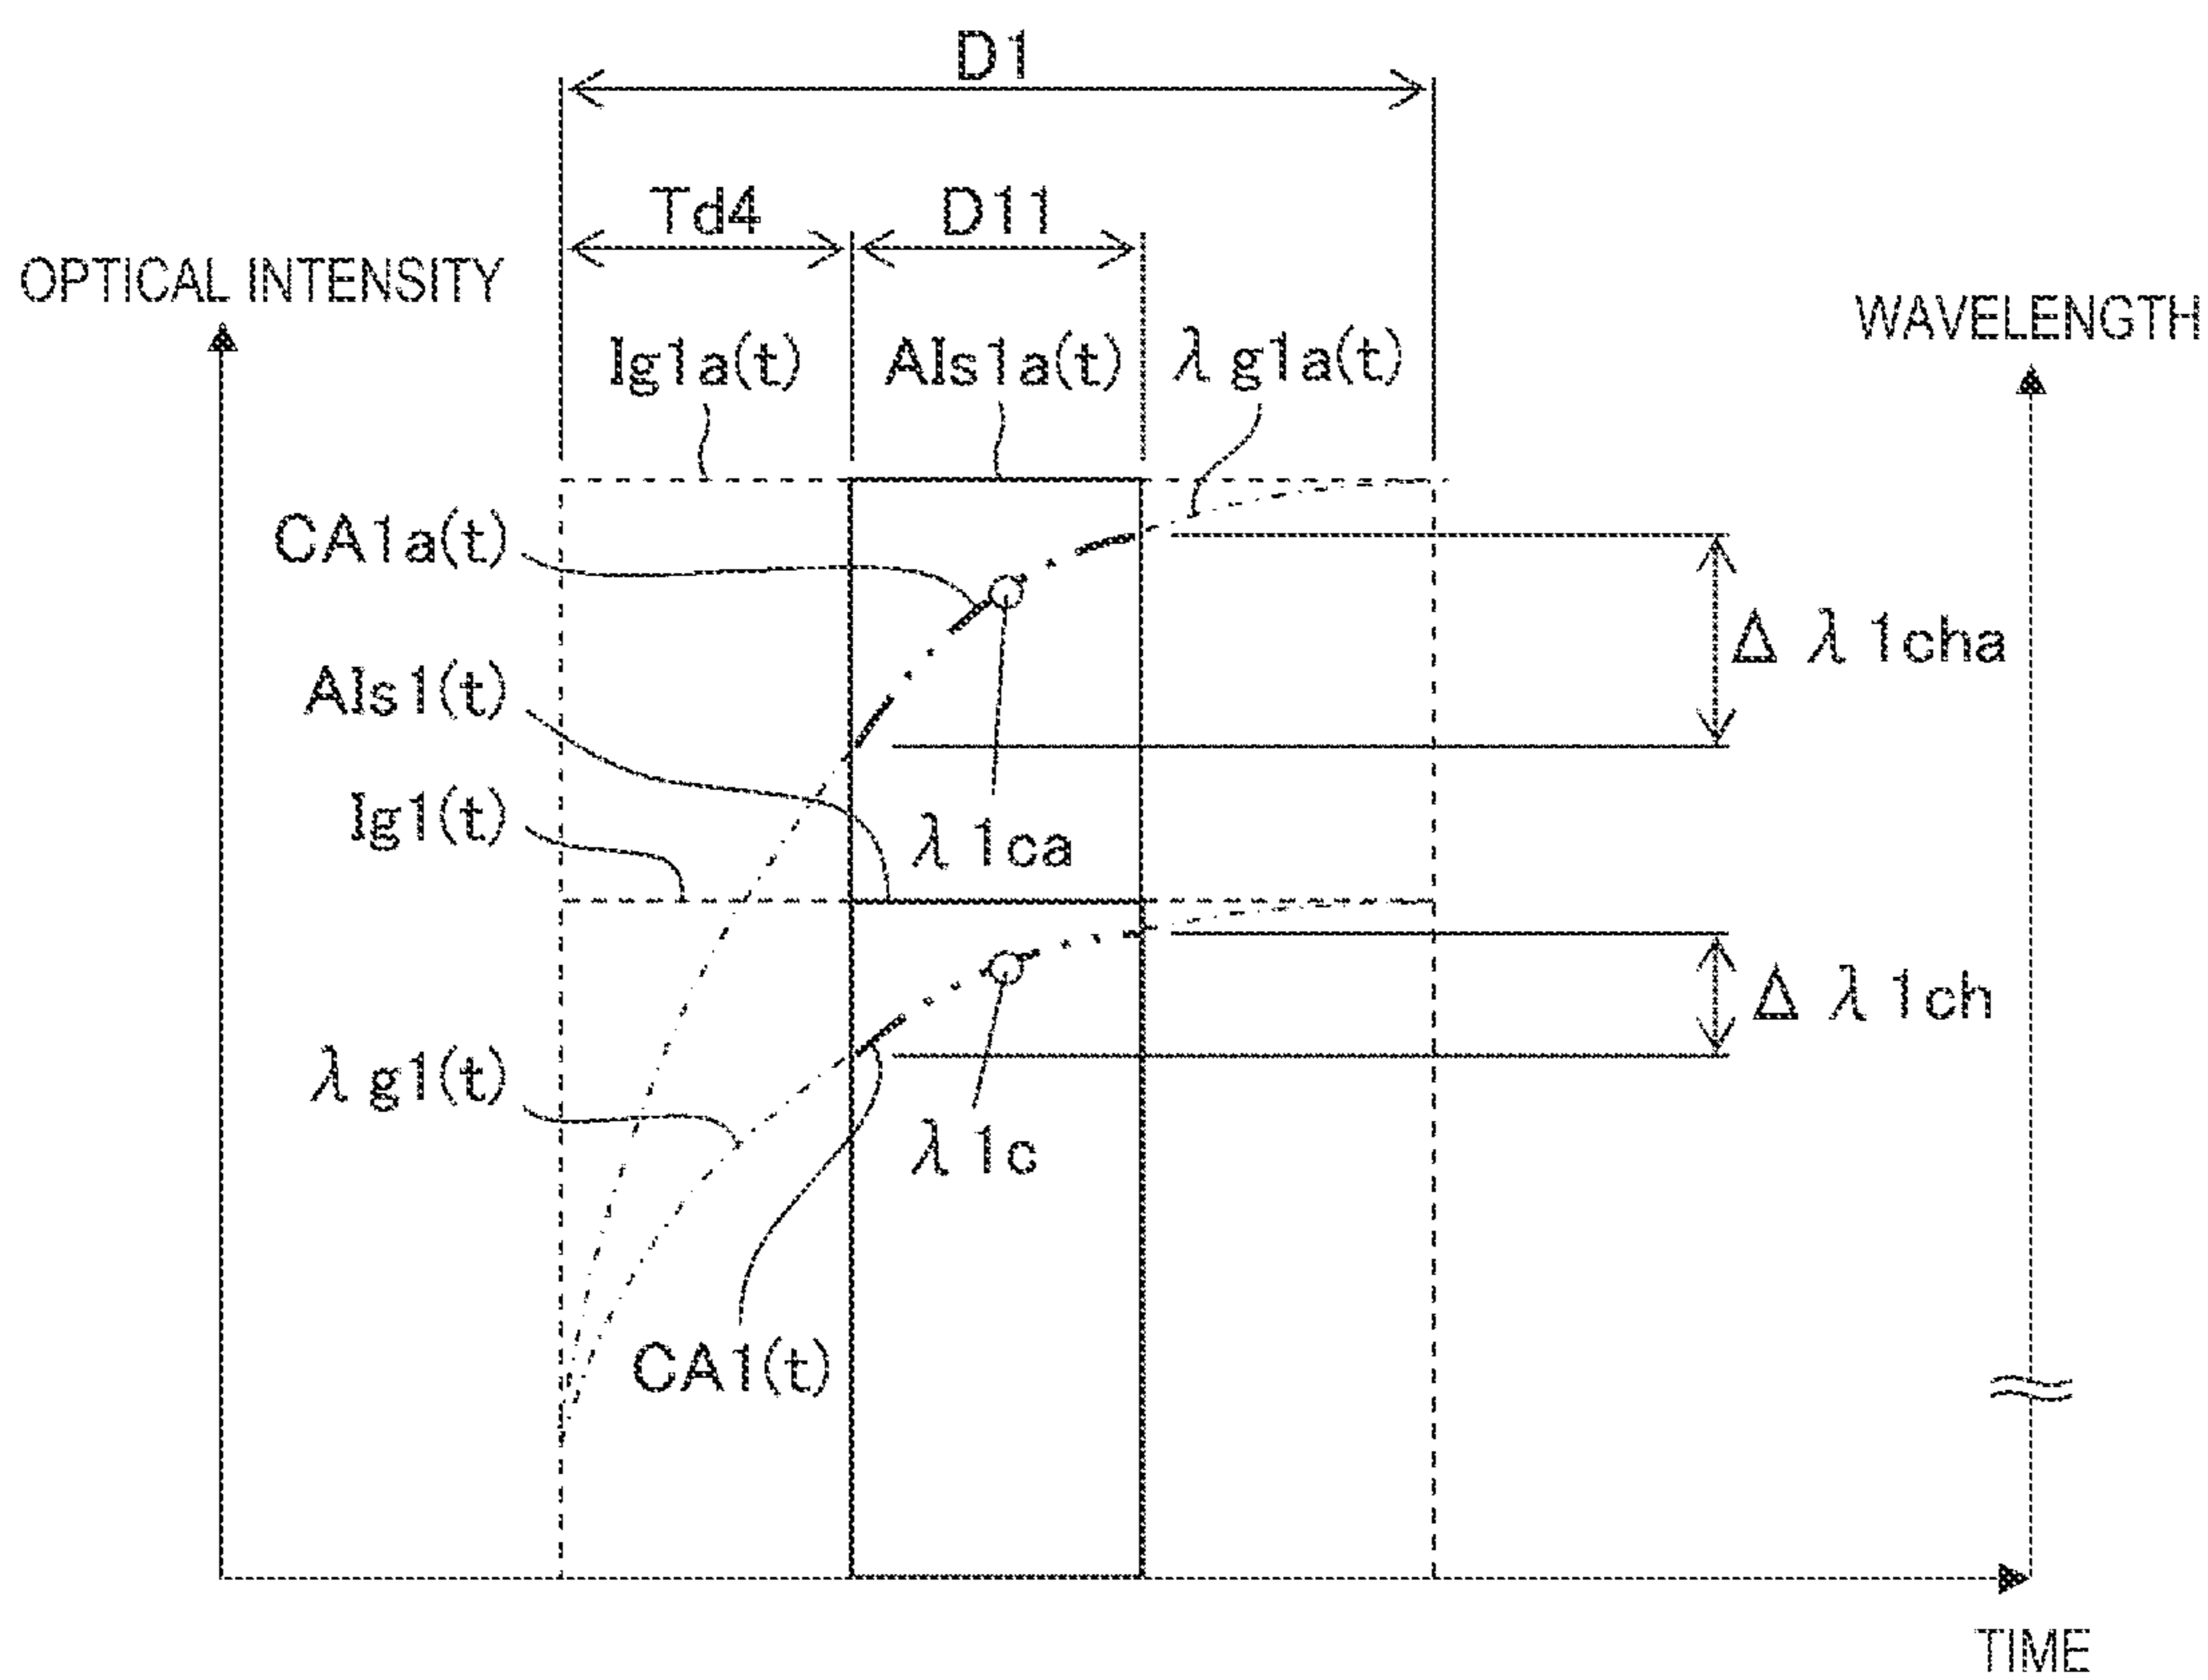 D1
Td4
D11
OPTICAL INTENSITY
WAVELENGTH
Ig1a(t)
AIs1a(t)
λg1a(t)
CA1a(t)
Δλ1cha
AIs1(t)
Ig1(t)
λ1ca
Δλ1ch
λg1(t)
λ1c
CA1(t)
TIME